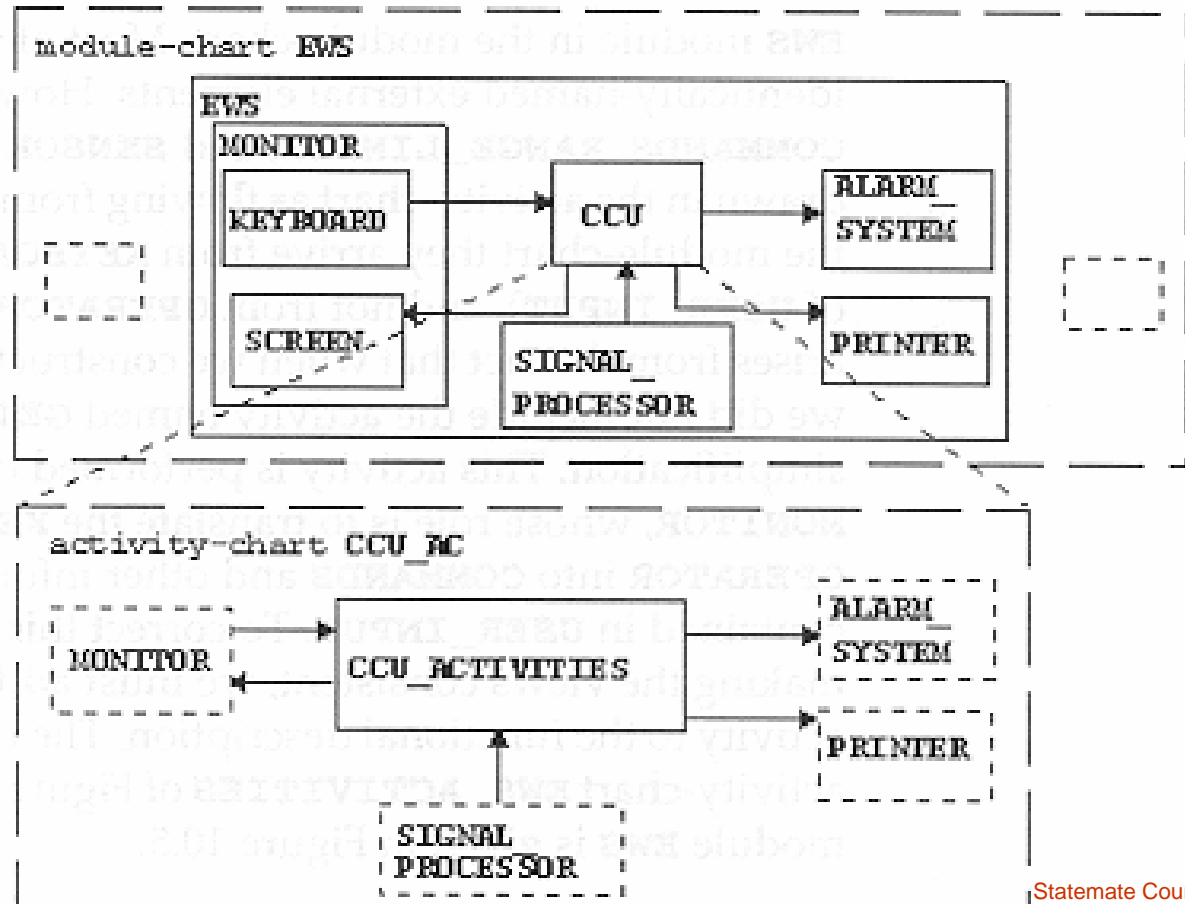 module-chart EWS
EWS
MONITOR
KEYBOARD
SCREEN
CCU
SIGNAL_
PROCESSOR
ALARM_
SYSTEM
PRINTER
activity-chart CCU_AC
MONITOR
CCU_ACTIVITIES
ALARM_
SYSTEM
PRINTER
SIGNAL_
PROCESSOR
Statemate Cour